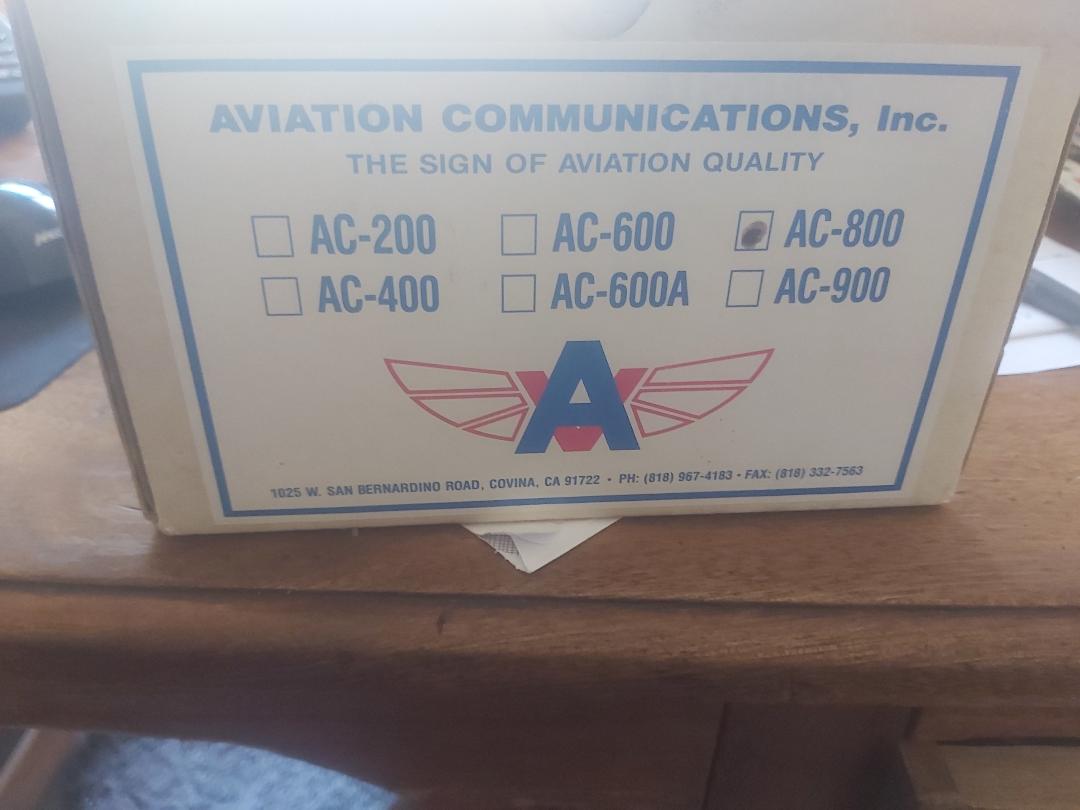 AVIATION COMMUNICATIONS, Inc.
THE SIGN OF AVIATION QUALITY
AC-200 AC-600 AC-800
AC-400 AC-600A AC-900
A
1025 W. SAN BERNARDINO ROAD, COVINA, CA 91722 • PH: (818) 967-4183 • FAX: (818) 332-7563